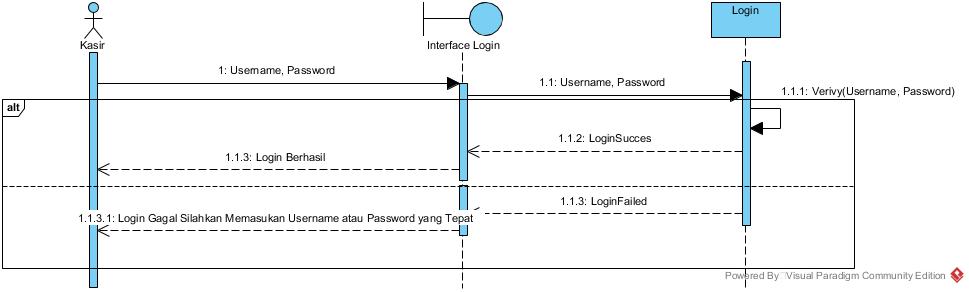 Kasir
Interface Login
Login
1: Username, Password
1.1: Username, Password
1.1.1: Verivy(Username, Password)
alt
1.1.2: LoginSucces
1.1.3: Login Berhasil
1.1.3: LoginFailed
1.1.3.1: Login Gagal Silahkan Memasukan Username atau Password yang Tepat
Powered By Visual Paradigm Community Edition